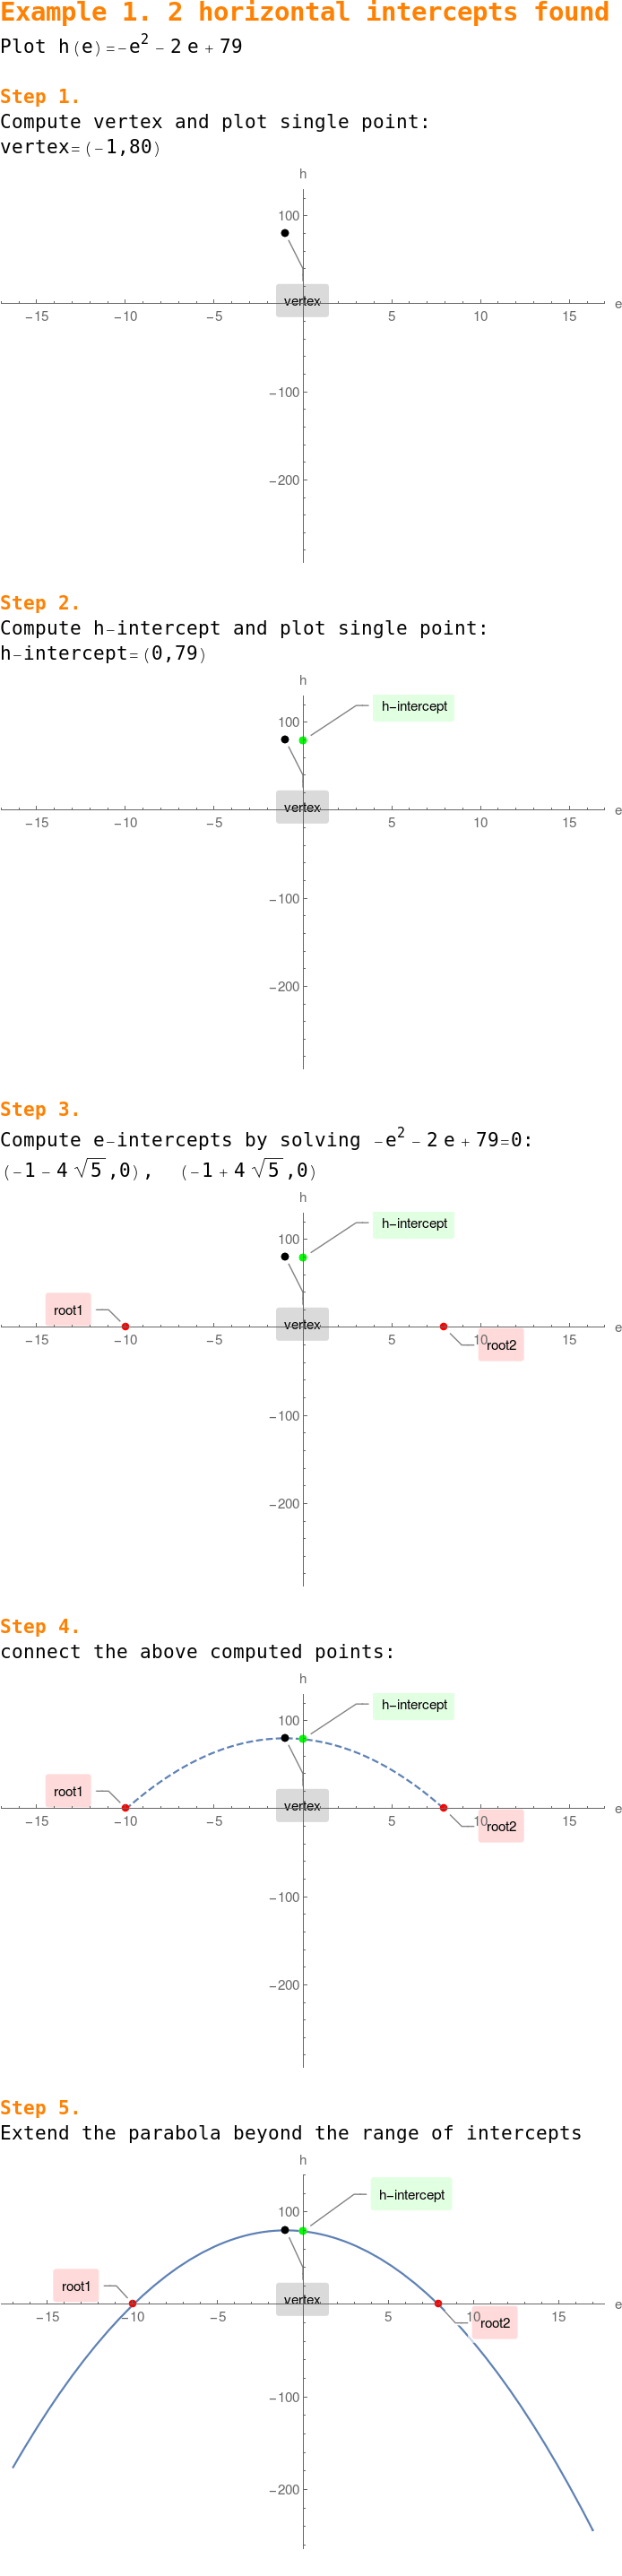 Example 1. 2 horizontal intercepts found
Plot h(e)=-e² - 2 e + 79
Step 1.
Compute vertex and plot single point:
vertex=(-1,80)
h
100
vertex
e
-15 -10 -5 5 10 15
-100
-200
Step 2.
Compute h-intercept and plot single point:
h-intercept=(0,79)
h
h-intercept
100
vertex
e
-15 -10 -5 5 10 15
-100
-200
Step 3.
Compute e-intercepts by solving -e² - 2 e + 79=0:
(-1 - 4 √5 ,0), (-1 + 4 √5 ,0)
h
h-intercept
100
root1
vertex
e
-15 -10 -5 5 10 15
root2
-100
-200
Step 4.
connect the above computed points:
h
h-intercept
100
root1
vertex
e
-15 -10 -5 5 10 15
root2
-100
-200
Step 5.
Extend the parabola beyond the range of intercepts
h
h-intercept
100
root1
vertex
e
-15 -10 -5 5 10 15
root2
-100
-200